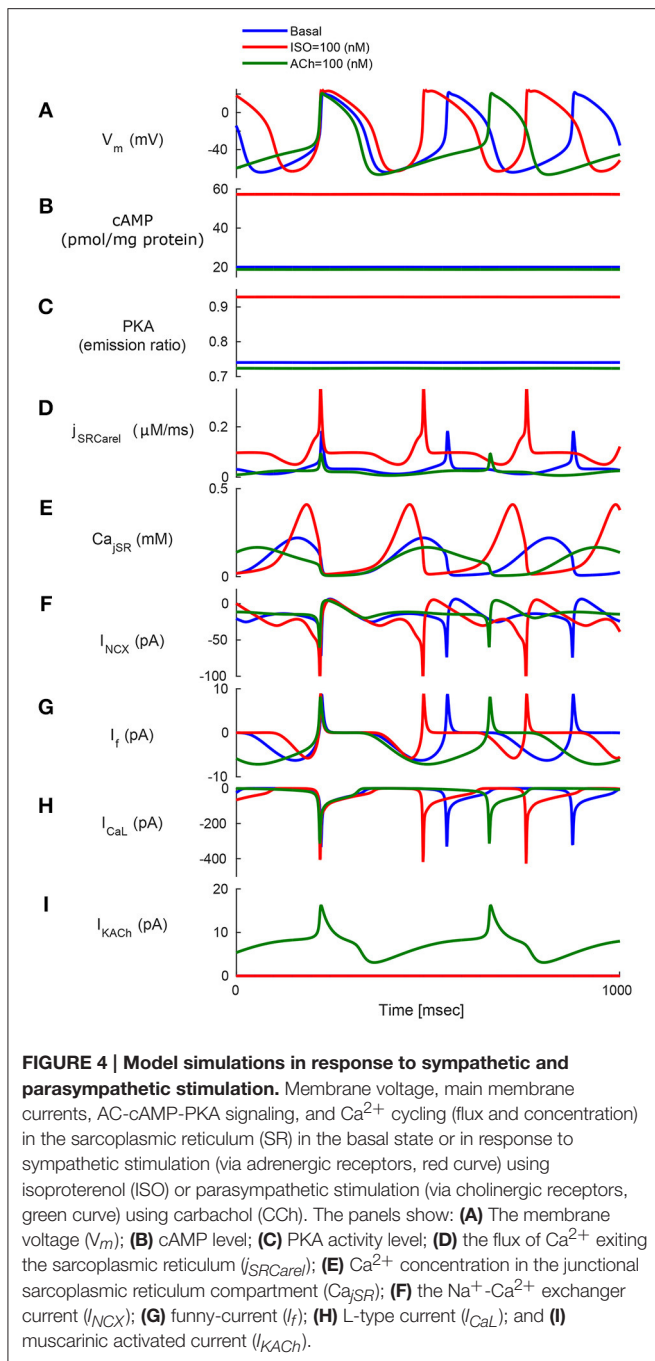 Basal
ISO=100 (nM)
ACh=100 (nM)
A
V_m (mV)
0
-40
B
cAMP
(pmol/mg protein)
60
40
20
C
PKA
(emission ratio)
0.9
0.8
0.7
D
j_SRCarel (μM/ms)
0.2
0
E
Ca_jSR (mM)
0.5
0
F
I_NCX (pA)
0
-50
-100
G
I_f (pA)
10
0
-10
H
I_CaL (pA)
0
-200
-400
I
I_KACh (pA)
20
10
0
0
1000
Time [msec]
FIGURE 4 | Model simulations in response to sympathetic and
parasympathetic stimulation. Membrane voltage, main membrane
currents, AC-cAMP-PKA signaling, and Ca²⁺ cycling (flux and concentration)
in the sarcoplasmic reticulum (SR) in the basal state or in response to
sympathetic stimulation (via adrenergic receptors, red curve) using
isoproterenol (ISO) or parasympathetic stimulation (via cholinergic receptors,
green curve) using carbachol (CCh). The panels show: (A) The membrane
voltage (V_m); (B) cAMP level; (C) PKA activity level; (D) the flux of Ca²⁺ exiting
the sarcoplasmic reticulum (j_SRCarel); (E) Ca²⁺ concentration in the junctional
sarcoplasmic reticulum compartment (Ca_jSR); (F) the Na⁺-Ca²⁺ exchanger
current (I_NCX); (G) funny-current (I_f); (H) L-type current (I_CaL); and (I)
muscarinic activated current (I_KACh).